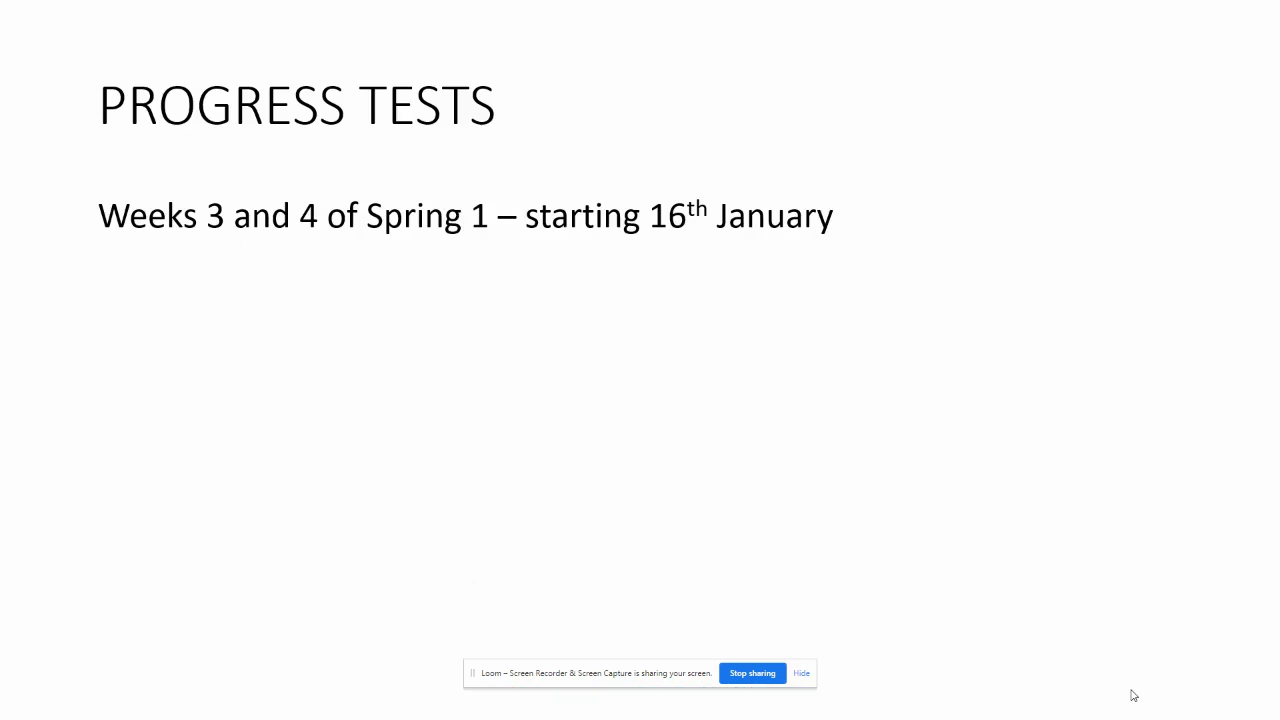 PROGRESS TESTS
Weeks 3 and 4 of Spring 1 – starting 16th January
Loom – Screen Recorder & Screen Capture is sharing your screen. Stop sharing Hide